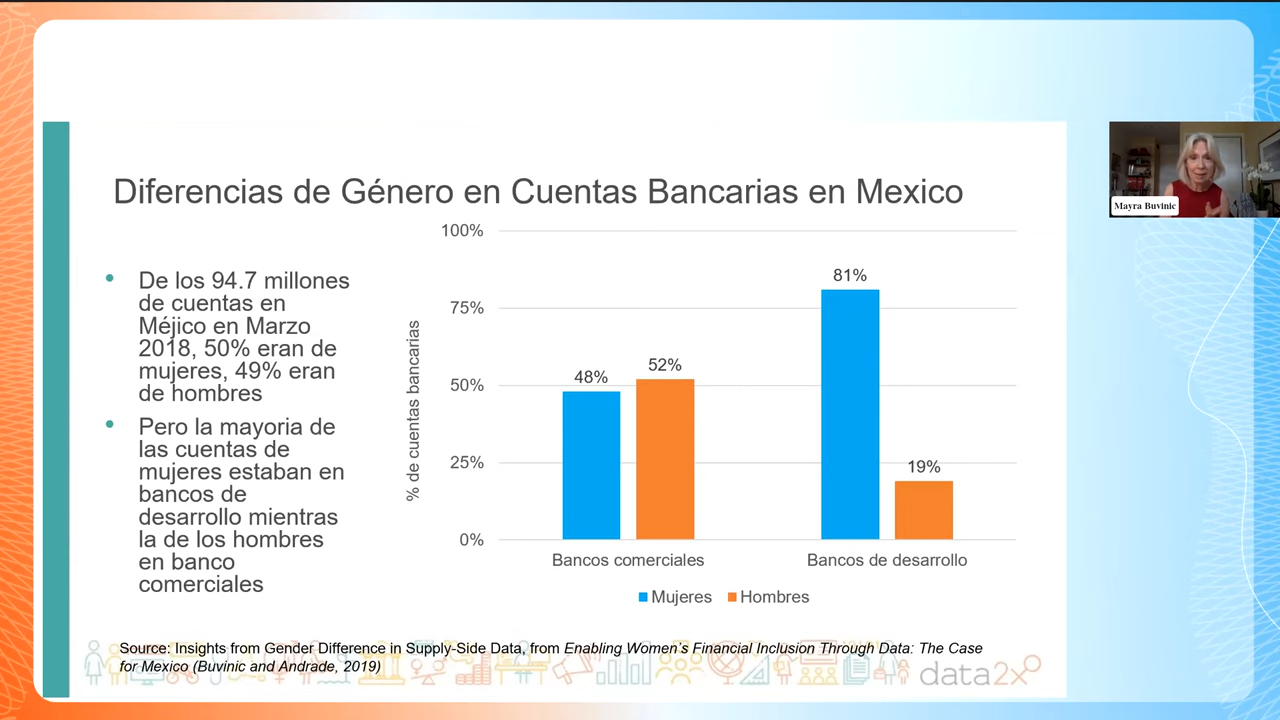 Diferencias de Género en Cuentas Bancarias en Mexico
• De los 94.7 millones
de cuentas en
Méjico en Marzo
2018, 50% eran de
mujeres, 49% eran
de hombres
• Pero la mayoria de
las cuentas de
mujeres estaban en
bancos de
desarrollo mientras
la de los hombres
en banco
comerciales
% de cuentas bancarias
100%
75%
50%
25%
0%
48%
52%
81%
19%
Bancos comerciales
Bancos de desarrollo
Mujeres
Hombres
Source: Insights from Gender Difference in Supply-Side Data, from Enabling Women's Financial Inclusion Through Data: The Case
for Mexico (Buvinic and Andrade, 2019)
data2x
Mayra Buvinic